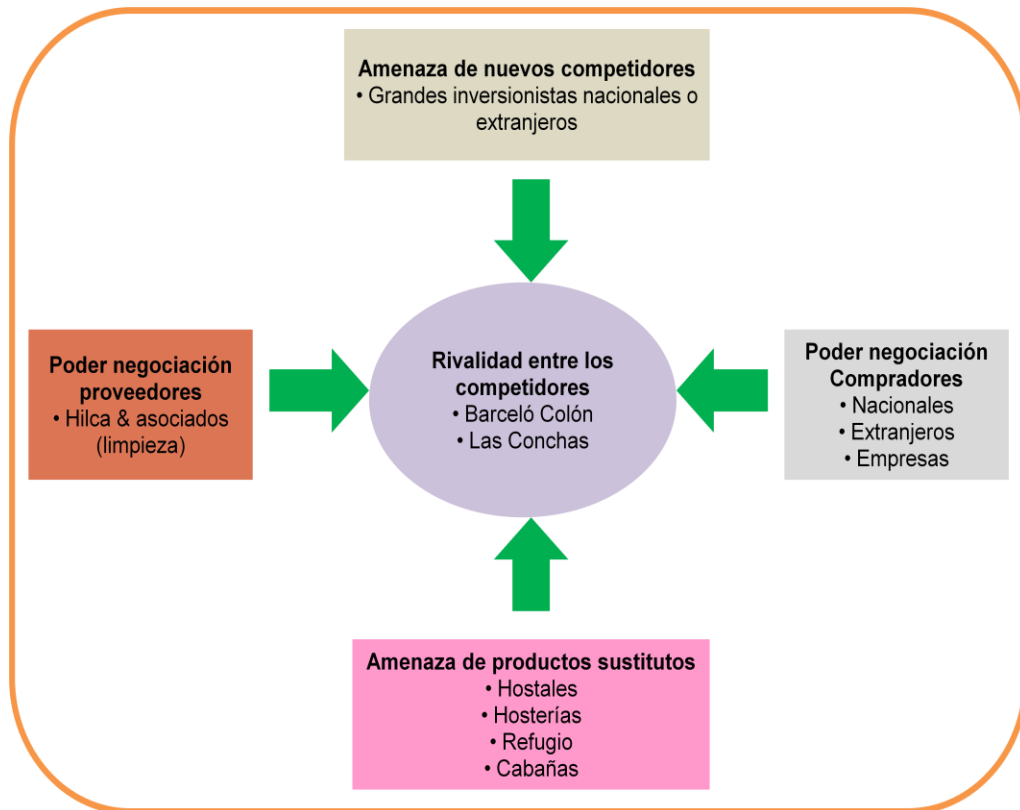 Amenaza de nuevos competidores
• Grandes inversionistas nacionales o
extranjeros
Poder negociación
proveedores
• Hilca & asociados
(limpieza)
Rivalidad entre los
competidores
• Barceló Colón
• Las Conchas
Poder negociación
Compradores
• Nacionales
• Extranjeros
• Empresas
Amenaza de productos sustitutos
• Hostales
• Hosterías
• Refugio
• Cabañas